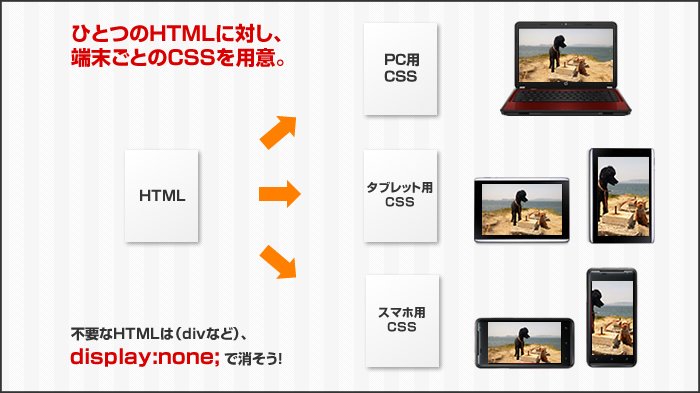 ひとつのHTMLに対し、
端末ごとのCSSを用意。
HTML
PC用
CSS
タブレット用
CSS
スマホ用
CSS
不要なHTMLは（divなど）、
display:none; で消そう!